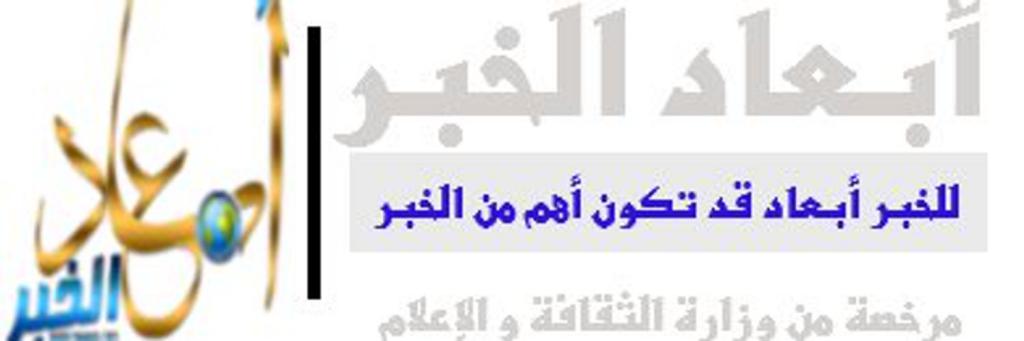 أبعاد الخبر
للخبر أبعاد قد تكون أهم من الخبر
مرخصة من وزارة الثقافة و الإعلام
أبعاد
الخبر